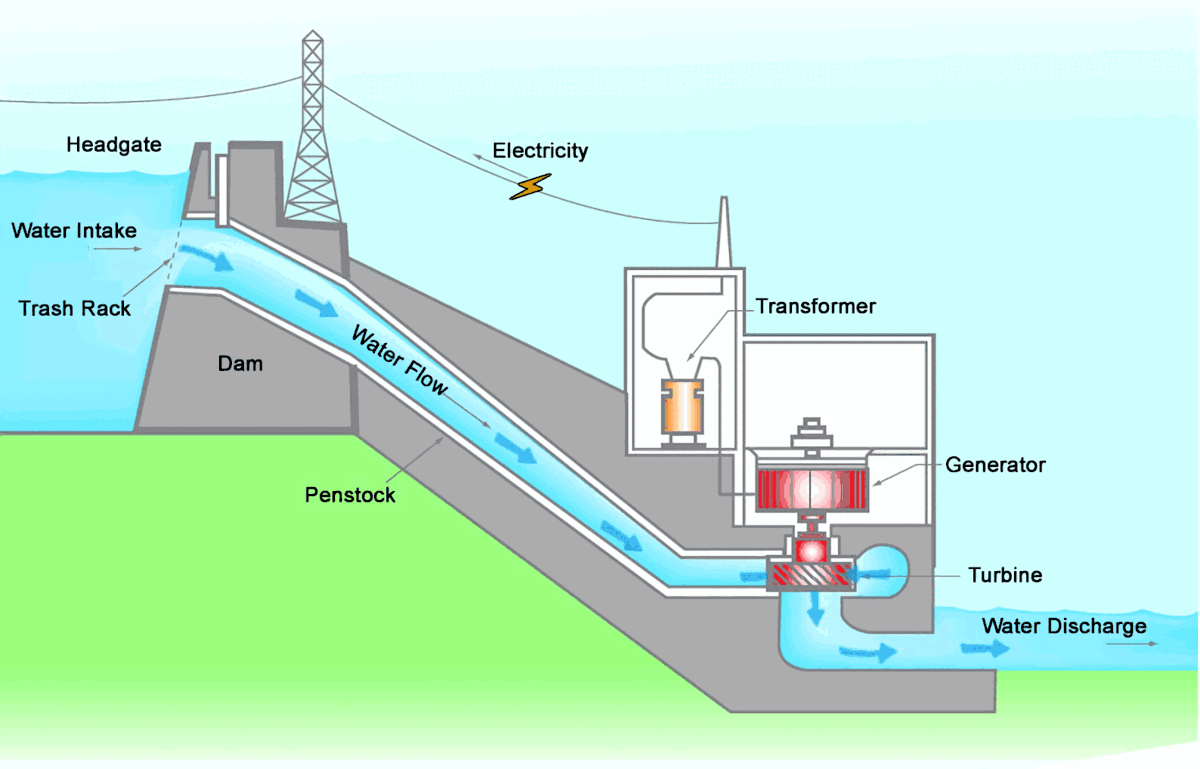 Headgate
Electricity
Water Intake
Trash Rack
Transformer
Dam
Water Flow
Generator
Penstock
Turbine
Water Discharge